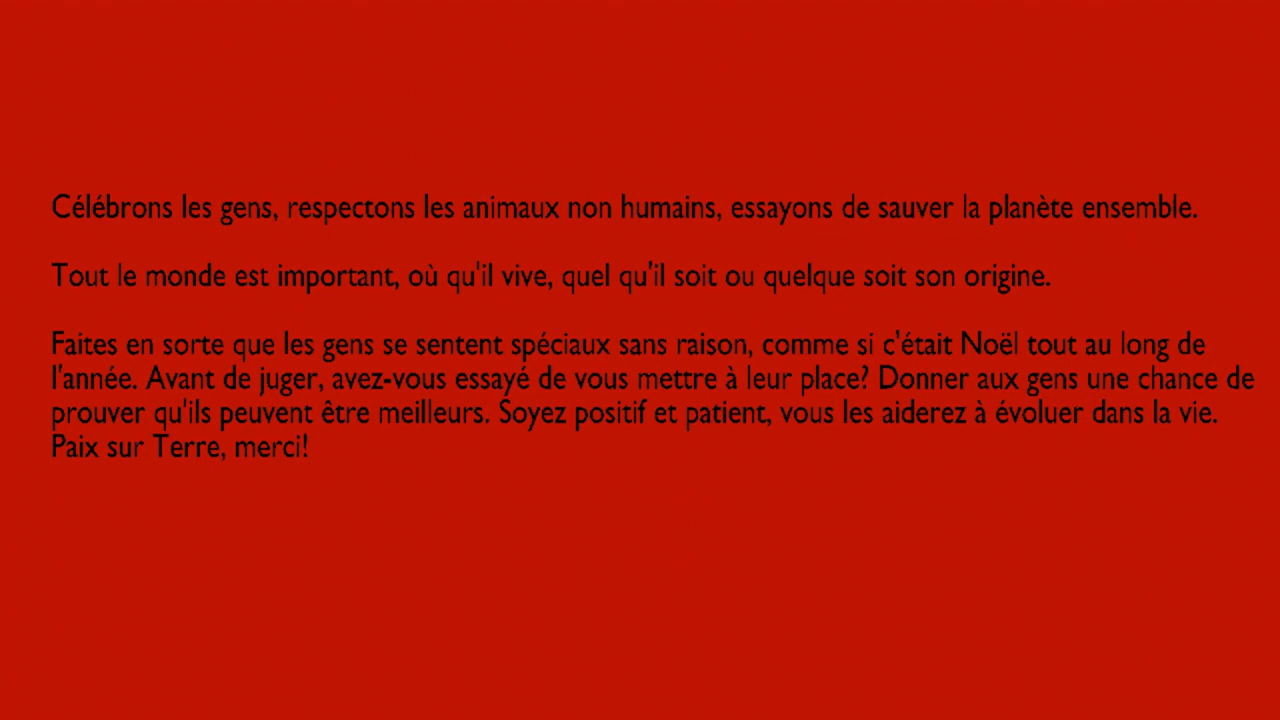 Célébrons les gens, respectons les animaux non humains, essayons de sauver la planète ensemble.
Tout le monde est important, où qu'il vive, quel qu'il soit ou quelque soit son origine.
Faites en sorte que les gens se sentent spéciaux sans raison, comme si c'était Noël tout au long de
l'année. Avant de juger, avez-vous essayé de vous mettre à leur place? Donner aux gens une chance de
prouver qu'ils peuvent être meilleurs. Soyez positif et patient, vous les aiderez à évoluer dans la vie.
Paix sur Terre, merci!